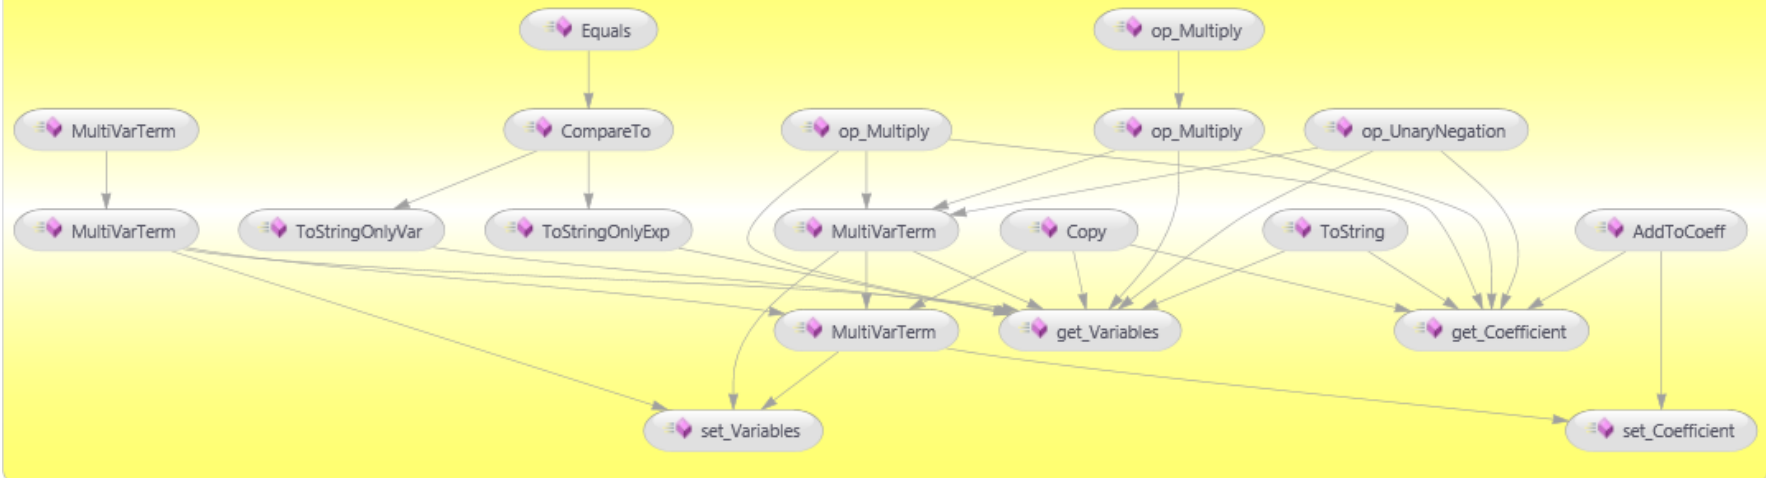 Equals
op_Multiply
MultiVarTerm
CompareTo
op_Multiply
op_Multiply
op_UnaryNegation
MultiVarTerm
ToStringOnlyVar
ToStringOnlyExp
MultiVarTerm
Copy
ToString
AddToCoeff
MultiVarTerm
get_Variables
get_Coefficient
set_Variables
set_Coefficient